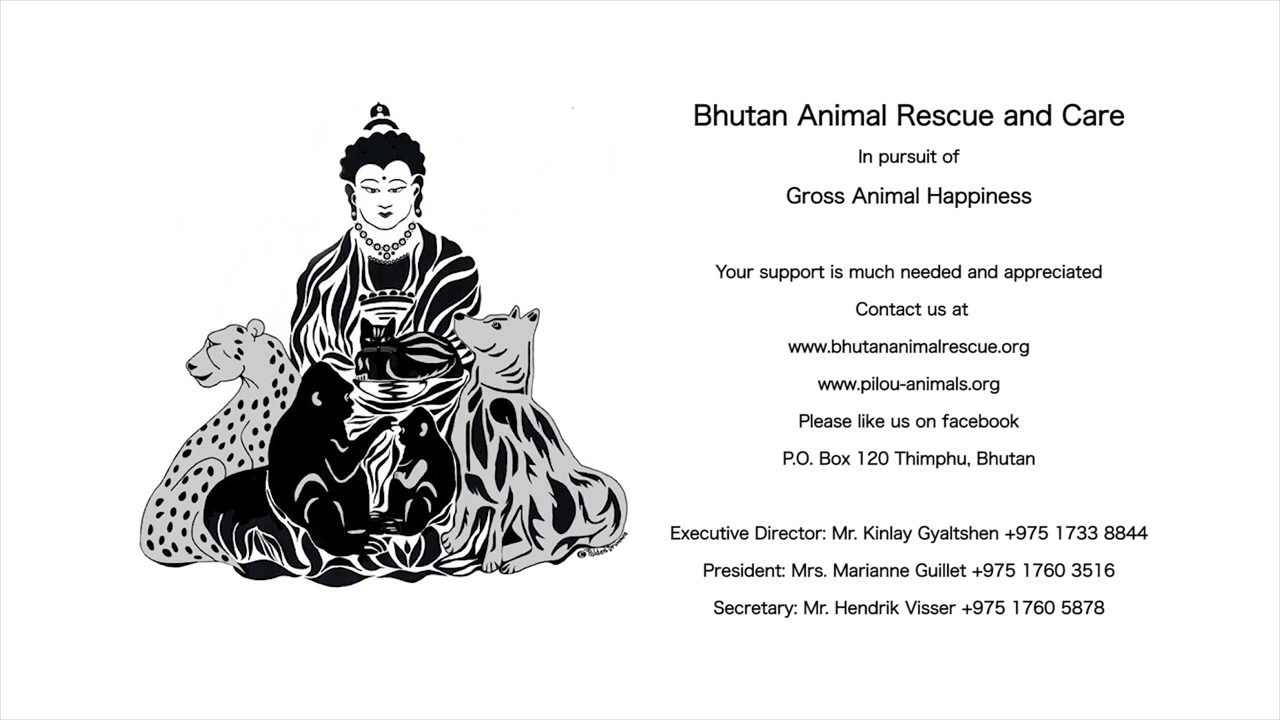 Bhutan Animal Rescue and Care
In pursuit of
Gross Animal Happiness
Your support is much needed and appreciated
Contact us at
www.bhutananimalrescue.org
www.pilou-animals.org
Please like us on facebook
P.O. Box 120 Thimphu, Bhutan
Executive Director: Mr. Kinlay Gyaltshen +975 1733 8844
President: Mrs. Marianne Guillet +975 1760 3516
Secretary: Mr. Hendrik Visser +975 1760 5878